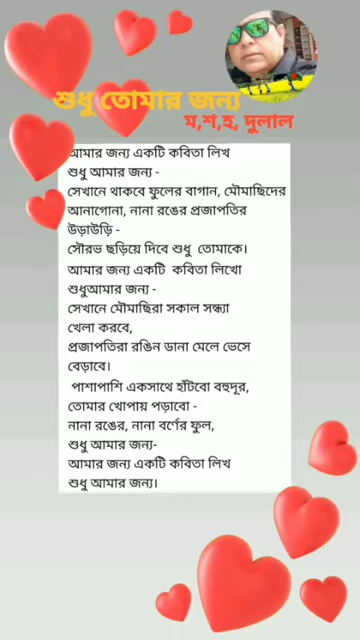 শুধু তোমার জন্য
ম,শ,হ, দুলাল
আমার জন্য একটি কবিতা লিখ
শুধু আমার জন্য -
সেখানে থাকবে ফুলের বাগান, মৌমাছিদের
আনাগোনা, নানা রঙের প্রজাপতির
উড়াউড়ি -
সৌরভ ছড়িয়ে দিবে শুধু তোমাকে।
আমার জন্য একটি কবিতা লিখো
শুধুআমার জন্য -
সেখানে মৌমাছিরা সকাল সন্ধ্যা
খেলা করবে,
প্রজাপতিরা রঙিন ডানা মেলে ভেসে
বেড়াবে।
পাশাপাশি একসাথে হাঁটবো বহুদূর,
তোমার খোপায় পড়াবো -
নানা রঙের, নানা বর্ণের ফুল,
শুধু আমার জন্য-
আমার জন্য একটি কবিতা লিখ
শুধু আমার জন্য।